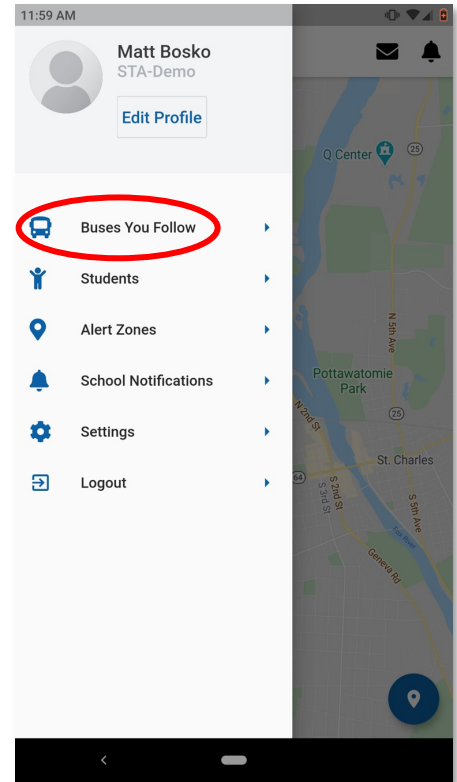 11:59 AM
Matt Bosko
STA-Demo
Edit Profile
Buses You Follow
Students
Alert Zones
School Notifications
Settings
Logout
Q Center
25
N 5th Ave
Pottawatomie
Park
N 2nd St
25
St. Charles
64
S 2nd St
S 3rd St
S 5th Ave
Fox River
Geneva Rd